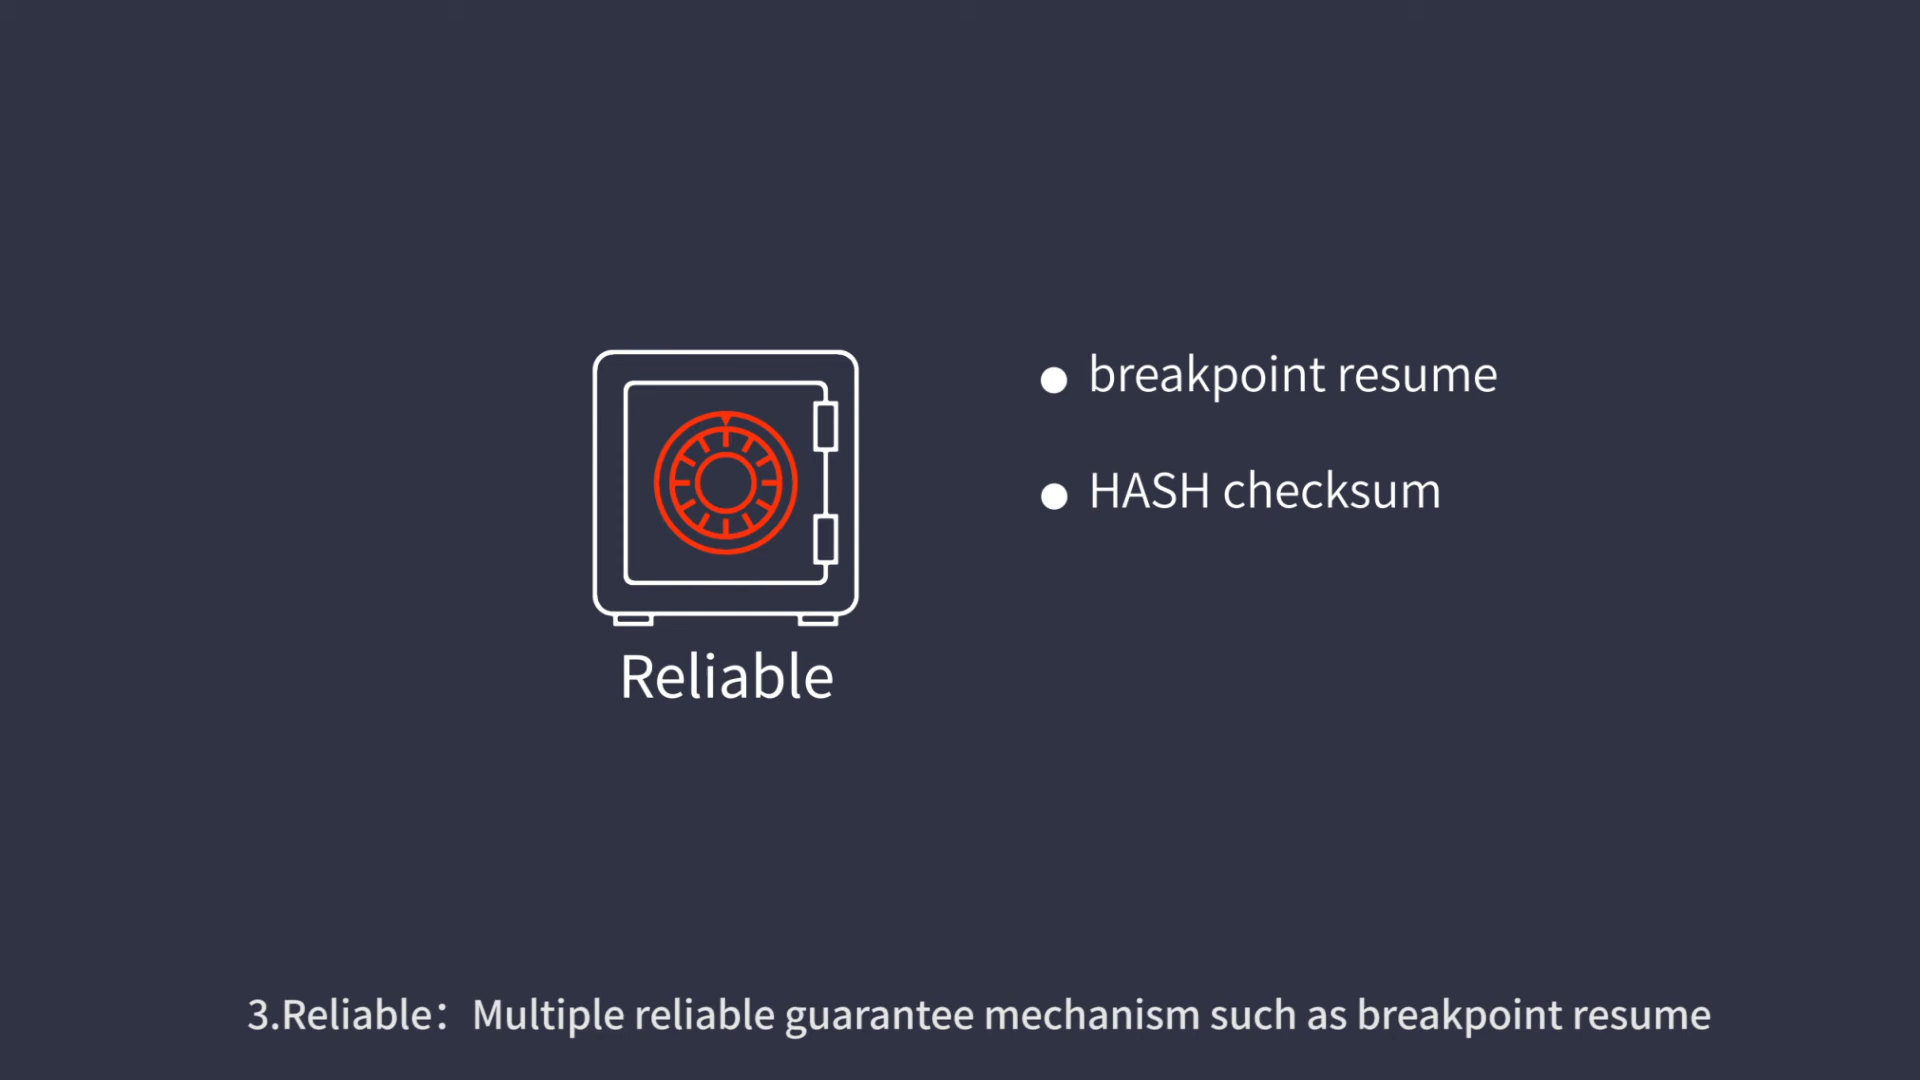 breakpoint resume
HASH checksum
Reliable
3.Reliable：Multiple reliable guarantee mechanism such as breakpoint resume